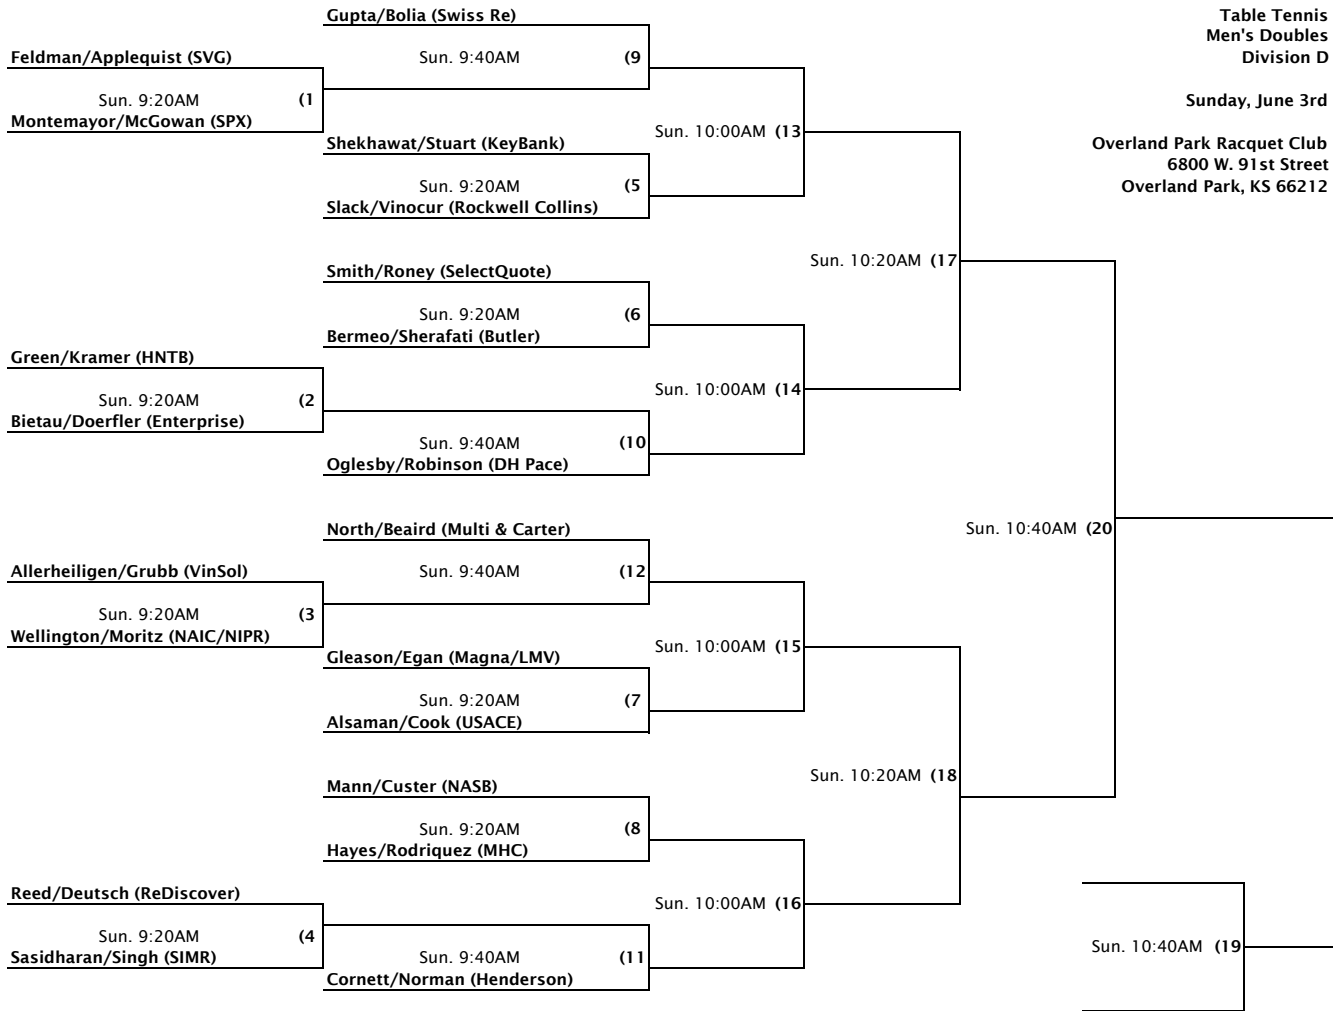 Gupta/Bolia (Swiss Re)
Table Tennis
Men's Doubles
Division D
Sunday, June 3rd
Overland Park Racquet Club
6800 W. 91st Street
Overland Park, KS 66212
Feldman/Applequist (SVG)
Sun. 9:40AM (9
Sun. 9:20AM (1
Montemayor/McGowan (SPX)
Sun. 10:00AM (13
Shekhawat/Stuart (KeyBank)
Sun. 9:20AM (5
Slack/Vinocur (Rockwell Collins)
Sun. 10:20AM (17
Smith/Roney (SelectQuote)
Sun. 9:20AM (6
Bermeo/Sherafati (Butler)
Green/Kramer (HNTB)
Sun. 10:00AM (14
Sun. 9:20AM (2
Bietau/Doerfler (Enterprise)
Sun. 9:40AM (10
Oglesby/Robinson (DH Pace)
North/Beaird (Multi & Carter)
Sun. 10:40AM (20
Allerheiligen/Grubb (VinSol)
Sun. 9:40AM (12
Sun. 9:20AM (3
Wellington/Moritz (NAIC/NIPR)
Sun. 10:00AM (15
Gleason/Egan (Magna/LMV)
Sun. 9:20AM (7
Alsaman/Cook (USACE)
Sun. 10:20AM (18
Mann/Custer (NASB)
Sun. 9:20AM (8
Hayes/Rodriquez (MHC)
Reed/Deutsch (ReDiscover)
Sun. 10:00AM (16
Sun. 9:20AM (4
Sasidharan/Singh (SIMR)
Sun. 10:40AM (19
Sun. 9:40AM (11
Cornett/Norman (Henderson)